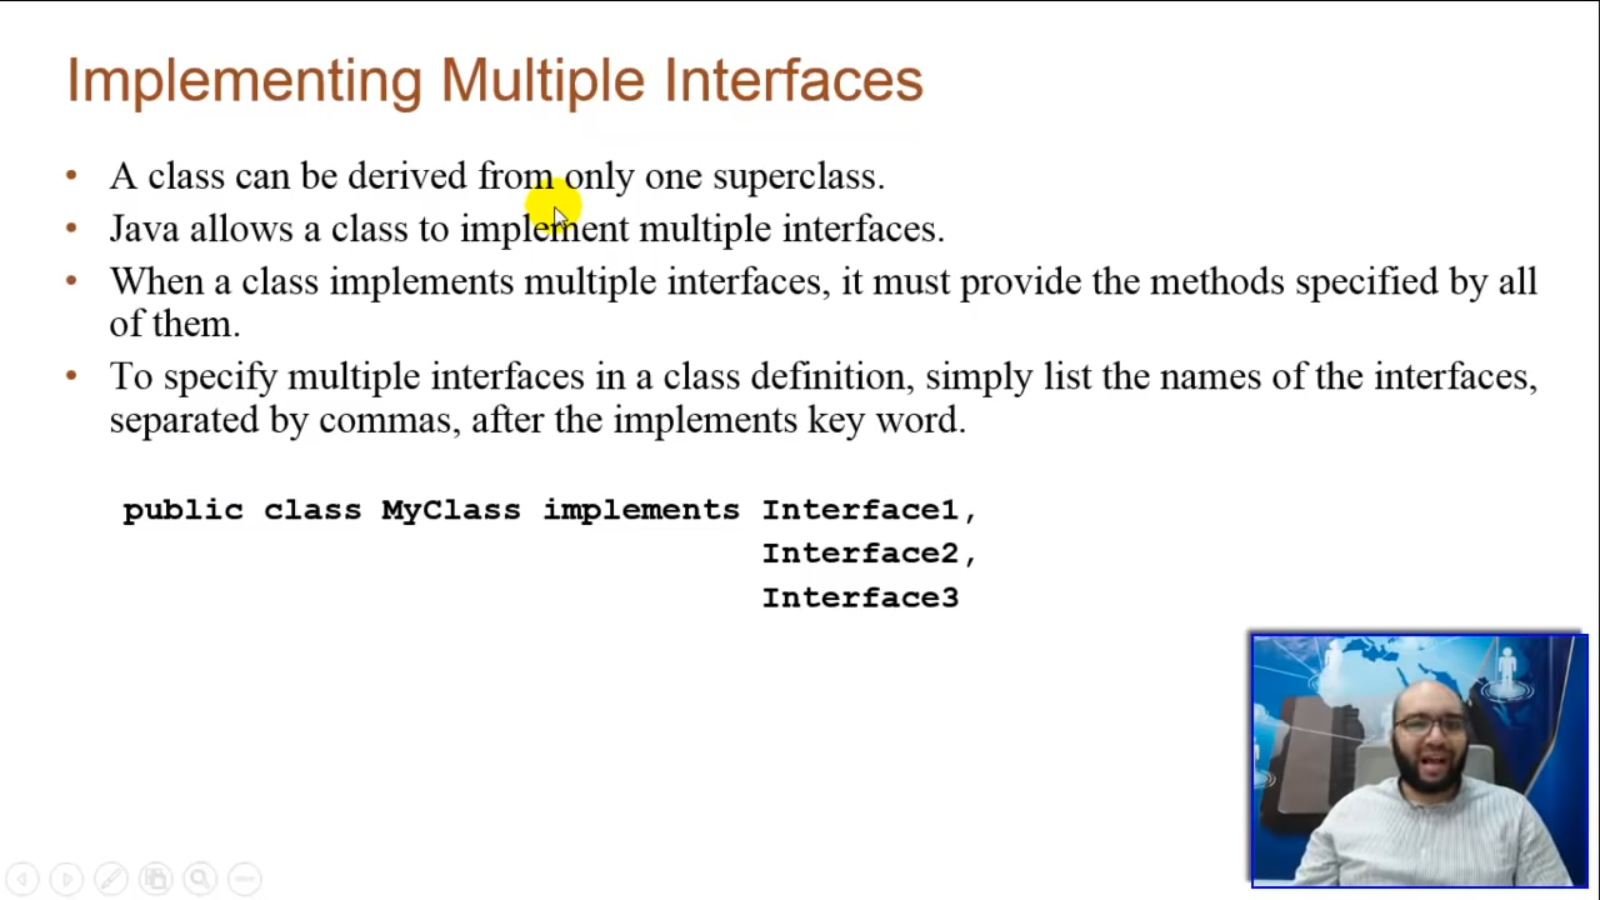 Implementing Multiple Interfaces
• A class can be derived from only one superclass.
• Java allows a class to implement multiple interfaces.
• When a class implements multiple interfaces, it must provide the methods specified by all
of them.
• To specify multiple interfaces in a class definition, simply list the names of the interfaces,
separated by commas, after the implements key word.
public class MyClass implements Interface1,
Interface2,
Interface3